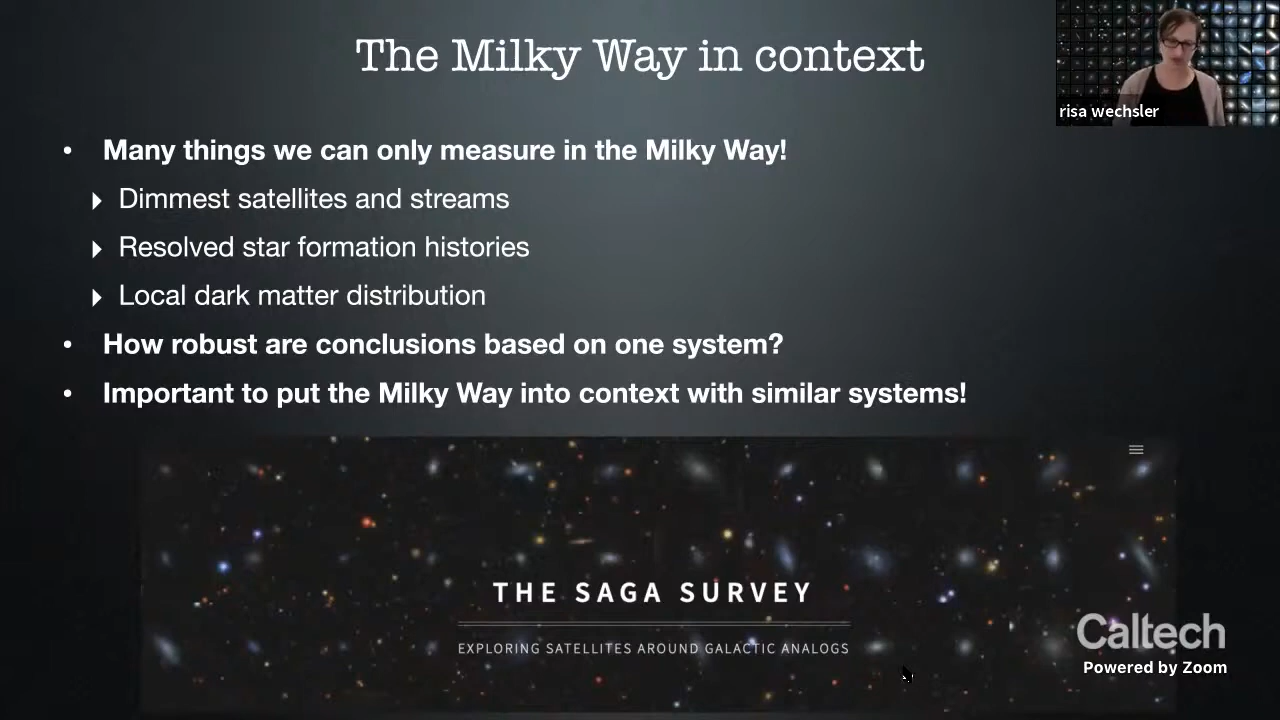 The Milky Way in context
risa wechsler
• Many things we can only measure in the Milky Way!
Dimmest satellites and streams
Resolved star formation histories
Local dark matter distribution
• How robust are conclusions based on one system?
• Important to put the Milky Way into context with similar systems!
THE SAGA SURVEY
EXPLORING SATELLITES AROUND GALACTIC ANALOGS
Caltech
Powered by Zoom